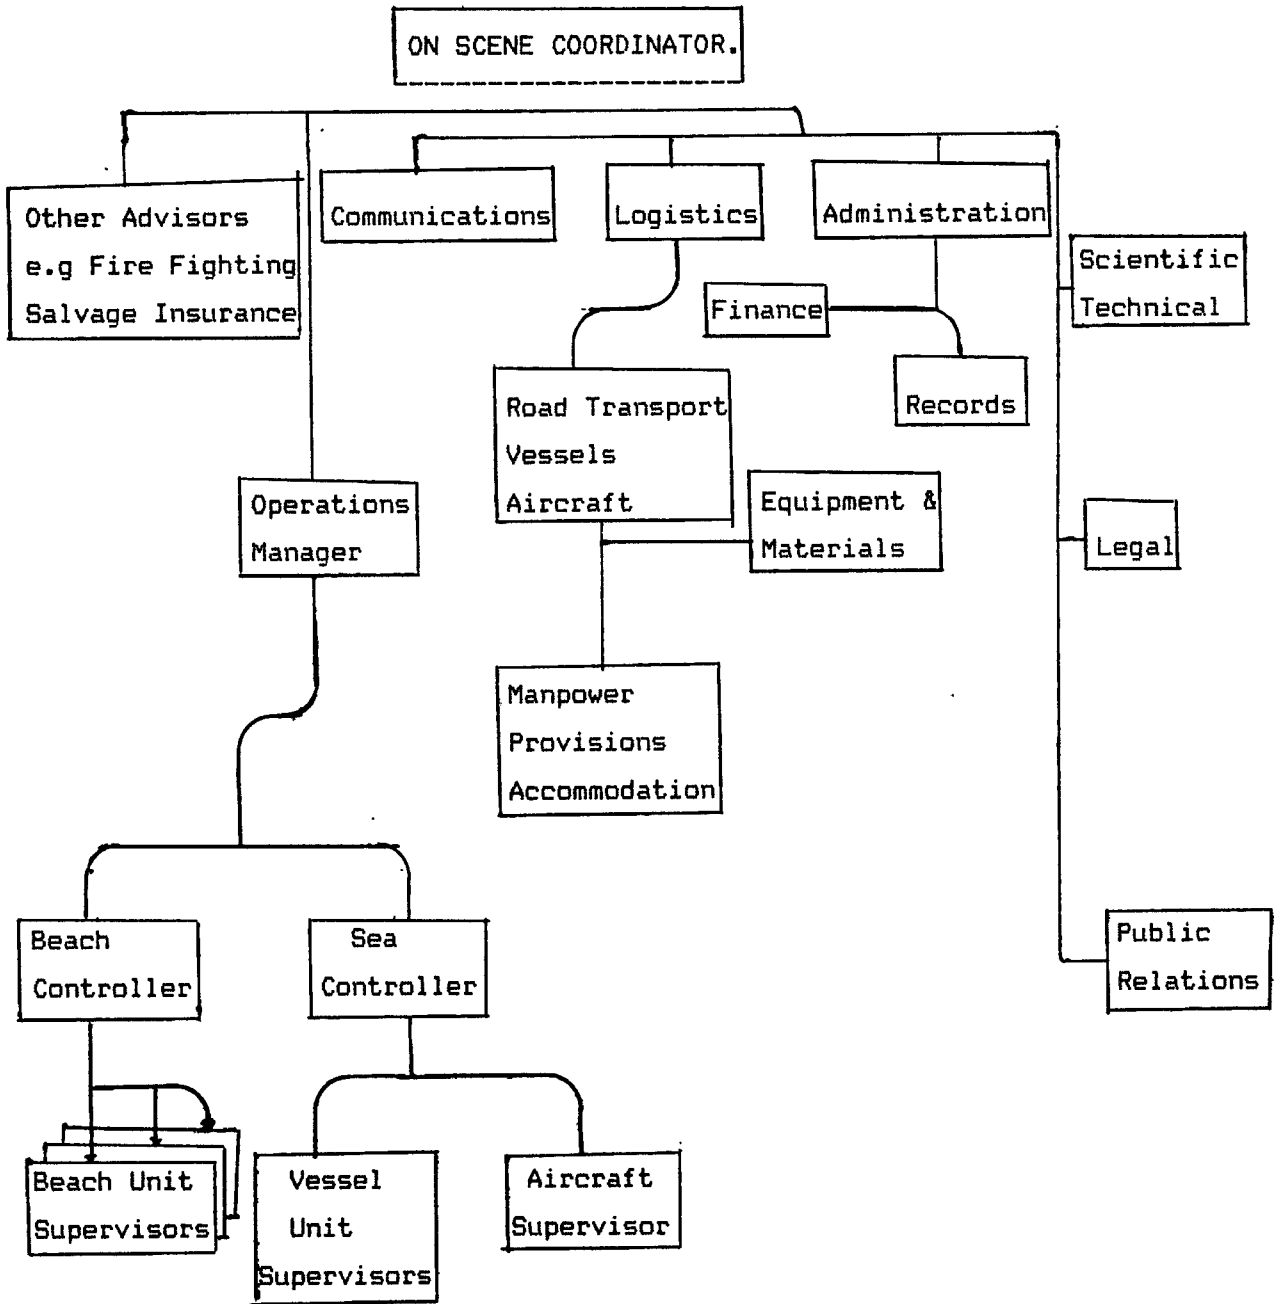 ON SCENE COORDINATOR.
Other Advisors
e.g Fire Fighting
Salvage Insurance
Communications
Logistics
Administration
Scientific
Technical
Finance
Records
Road Transport
Vessels
Aircraft
Equipment &
Materials
Operations
Manager
Legal
Manpower
Provisions
Accommodation
Beach
Controller
Sea
Controller
Public
Relations
Beach Unit
Supervisors
Vessel
Unit
Supervisors
Aircraft
Supervisor